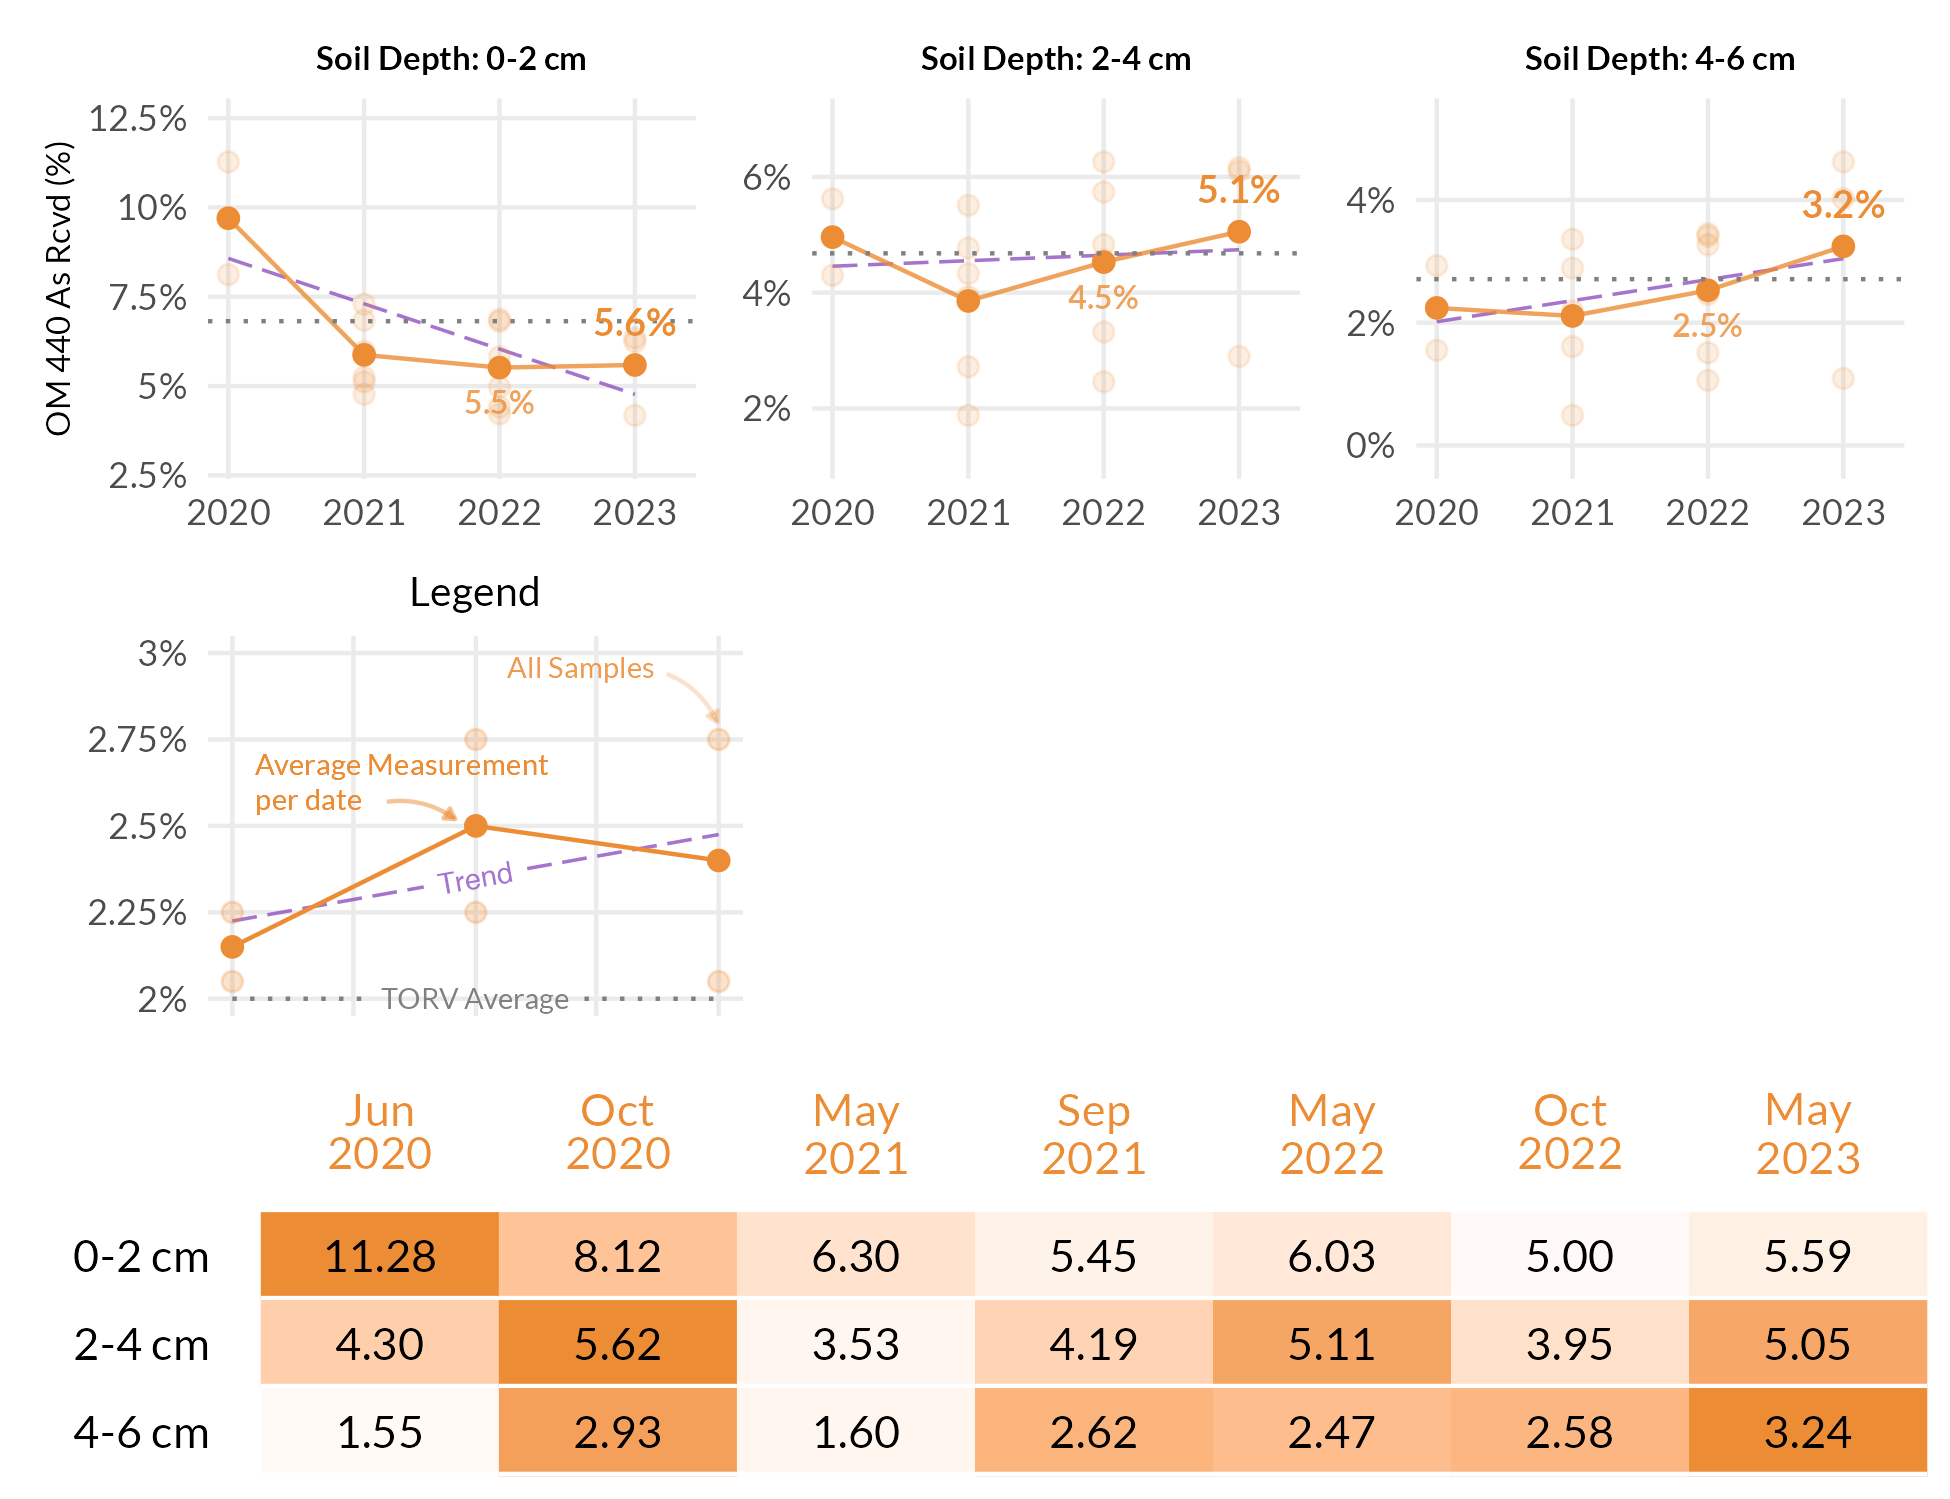 Soil Depth: 0-2 cm
Soil Depth: 2-4 cm
Soil Depth: 4-6 cm
OM 440 As Rcvd (%)
12.5%
10%
7.5%
5%
2.5%
5.6%
5.5%
2020 2021 2022 2023
6%
4%
2%
5.1%
4.5%
2020 2021 2022 2023
4%
2%
0%
3.2%
2.5%
2020 2021 2022 2023
Legend
3%
2.75%
2.5%
2.25%
2%
All Samples
Average Measurement
per date
Trend
TORV Average
Jun 2020
Oct 2020
May 2021
Sep 2021
May 2022
Oct 2022
May 2023
0-2 cm 11.28 8.12 6.30 5.45 6.03 5.00 5.59
2-4 cm 4.30 5.62 3.53 4.19 5.11 3.95 5.05
4-6 cm 1.55 2.93 1.60 2.62 2.47 2.58 3.24